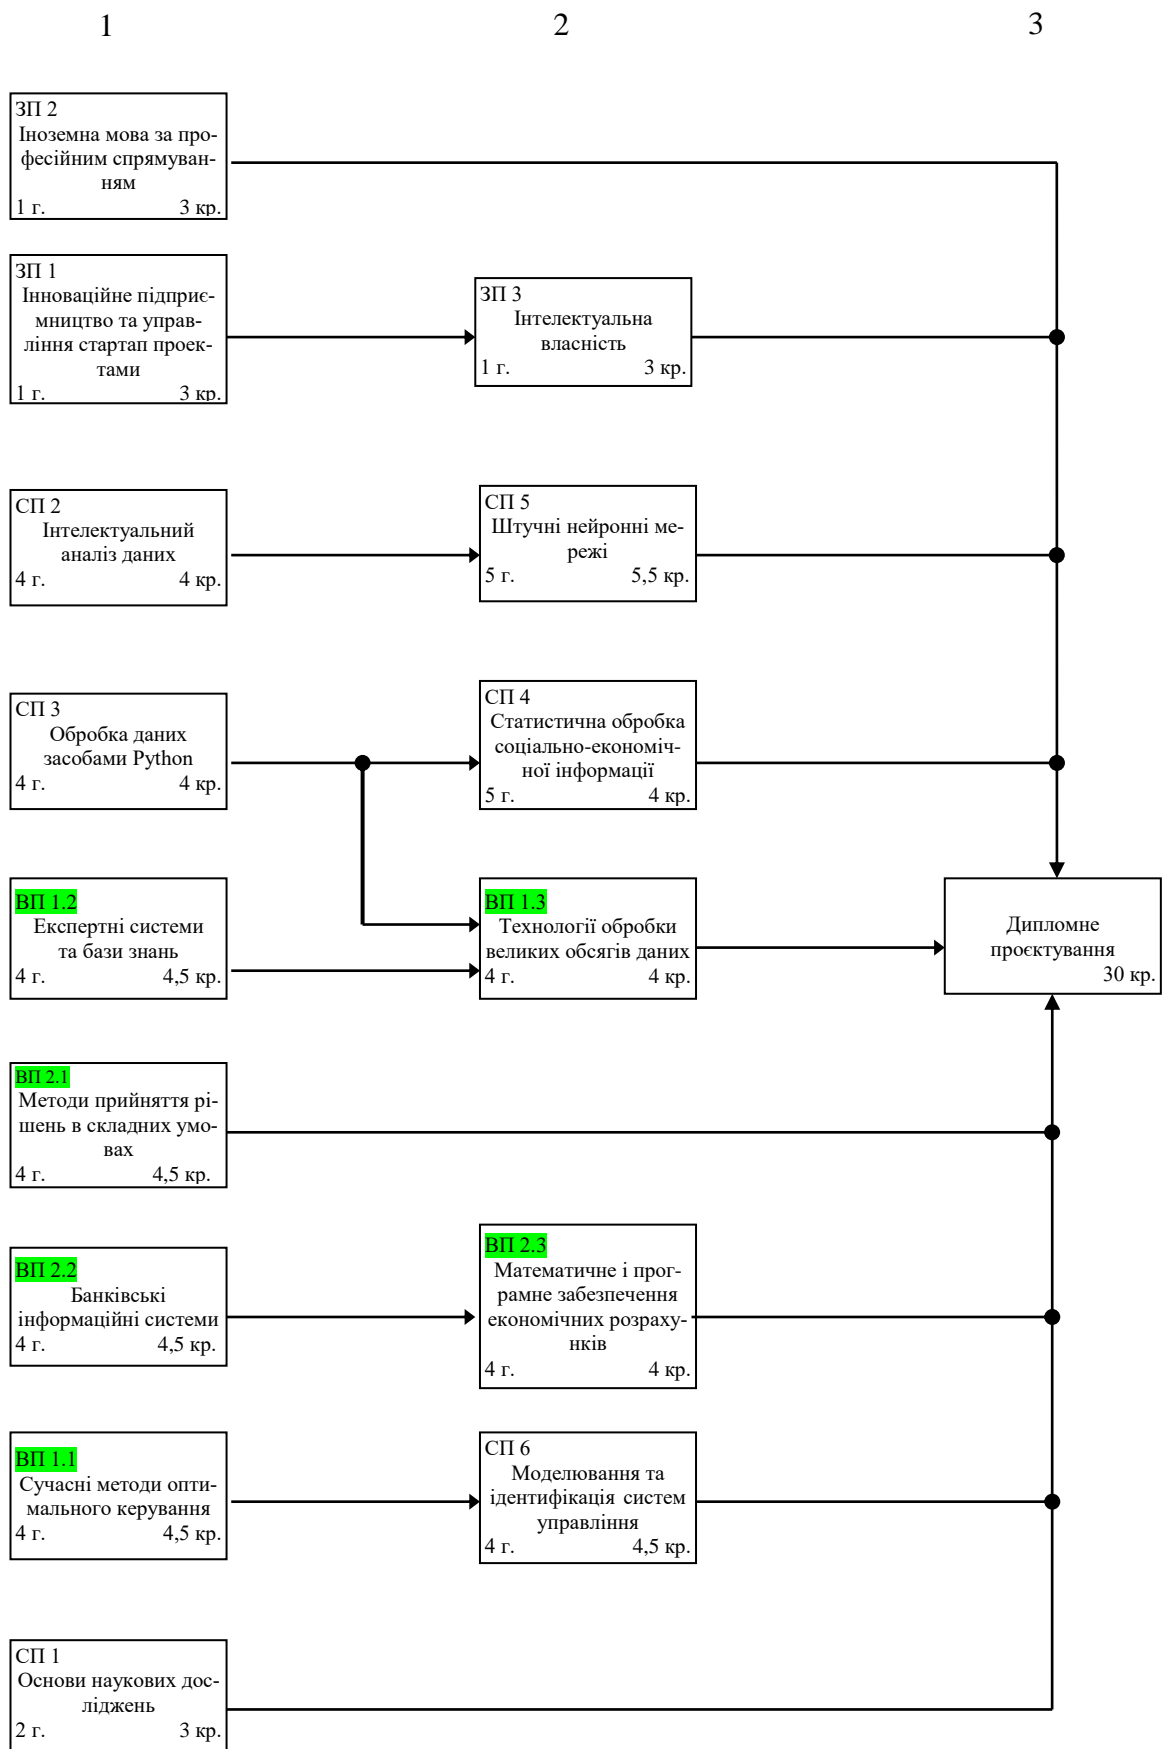 1 2 3
ЗП 2
Іноземна мова за про-
фесійним спрямуван-
ням
1 г. 3 кр.
ЗП 1
Інноваційне підприє-
мництво та управ-
ління стартап проек-
тами
1 г. 3 кр.
ЗП 3
Інтелектуальна
власність
1 г. 3 кр.
СП 2
Інтелектуальний
аналіз даних
4 г. 4 кр.
СП 5
Штучні нейронні ме-
режі
5 г. 5,5 кр.
СП 3
Обробка даних
засобами Python
4 г. 4 кр.
СП 4
Статистична обробка
соціально-економіч-
ної інформації
5 г. 4 кр.
ВП 1.2
Експертні системи
та бази знань
4 г. 4,5 кр.
ВП 1.3
Технології обробки
великих обсягів даних
4 г. 4 кр.
Дипломне
проєктування
30 кр.
ВП 2.1
Методи прийняття рі-
шень в складних умо-
вах
4 г. 4,5 кр.
ВП 2.2
Банківські
інформаційні системи
4 г. 4,5 кр.
ВП 2.3
Математичне і прог-
рамне забезпечення
економічних розраху-
нків
4 г. 4 кр.
ВП 1.1
Сучасні методи опти-
мального керування
4 г. 4,5 кр.
СП 6
Моделювання та
ідентифікація систем
управління
4 г. 4,5 кр.
СП 1
Основи наукових дос-
ліджень
2 г. 3 кр.